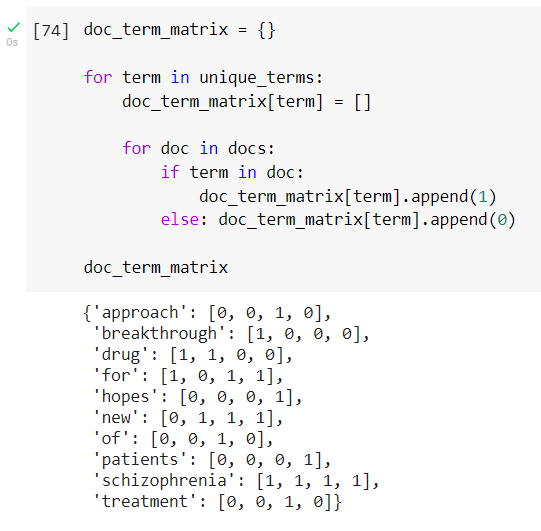 [74] doc_term_matrix = {}
0s
for term in unique_terms:
    doc_term_matrix[term] = []
    for doc in docs:
        if term in doc:
            doc_term_matrix[term].append(1)
        else: doc_term_matrix[term].append(0)
doc_term_matrix
{'approach': [0, 0, 1, 0],
 'breakthrough': [1, 0, 0, 0],
 'drug': [1, 1, 0, 0],
 'for': [1, 0, 1, 1],
 'hopes': [0, 0, 0, 1],
 'new': [0, 1, 1, 1],
 'of': [0, 0, 1, 0],
 'patients': [0, 0, 0, 1],
 'schizophrenia': [1, 1, 1, 1],
 'treatment': [0, 0, 1, 0]}